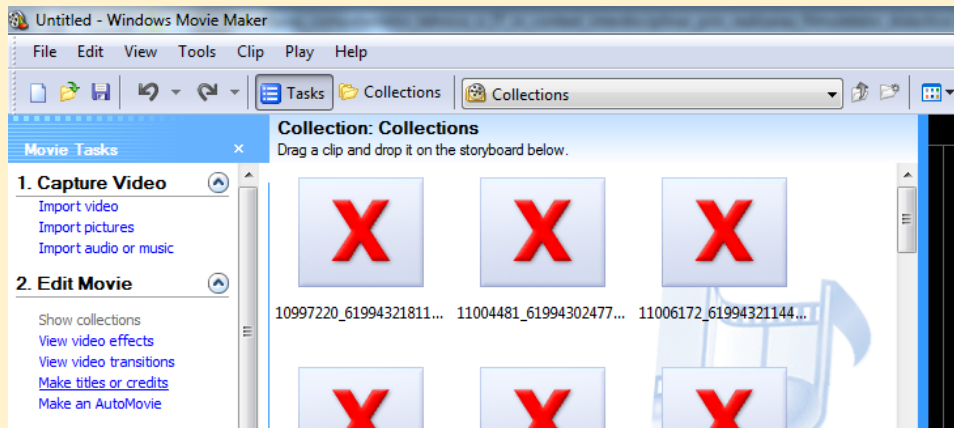 Untitled - Windows Movie Maker
File Edit View Tools Clip Play Help
Tasks Collections Collections
Movie Tasks
Collection: Collections
Drag a clip and drop it on the storyboard below.
1. Capture Video
Import video
Import pictures
Import audio or music
2. Edit Movie
Show collections
View video effects
View video transitions
Make titles or credits
Make an AutoMovie
10997220_61994321811... 11004481_61994302477... 11006172_61994321144...